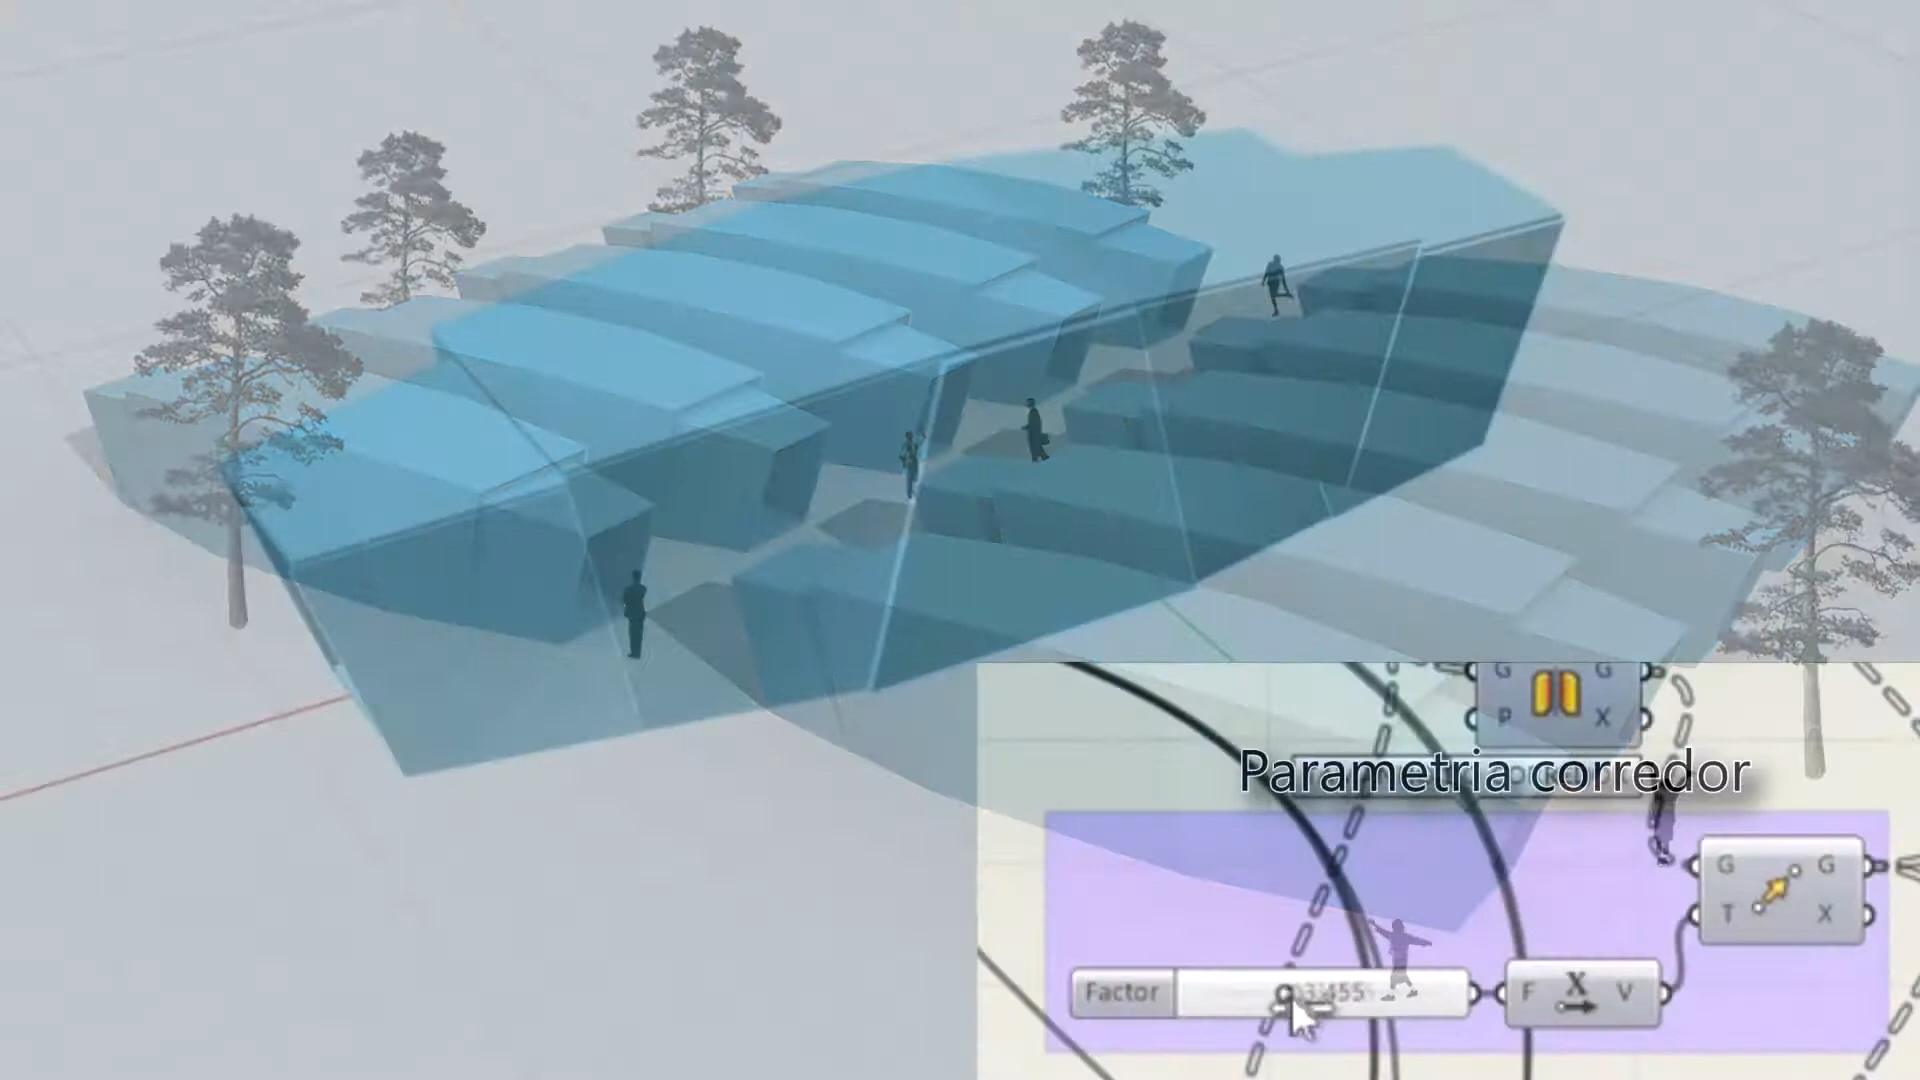 G G
P X
Parametria corredor
G G
T X
Factor
F X V